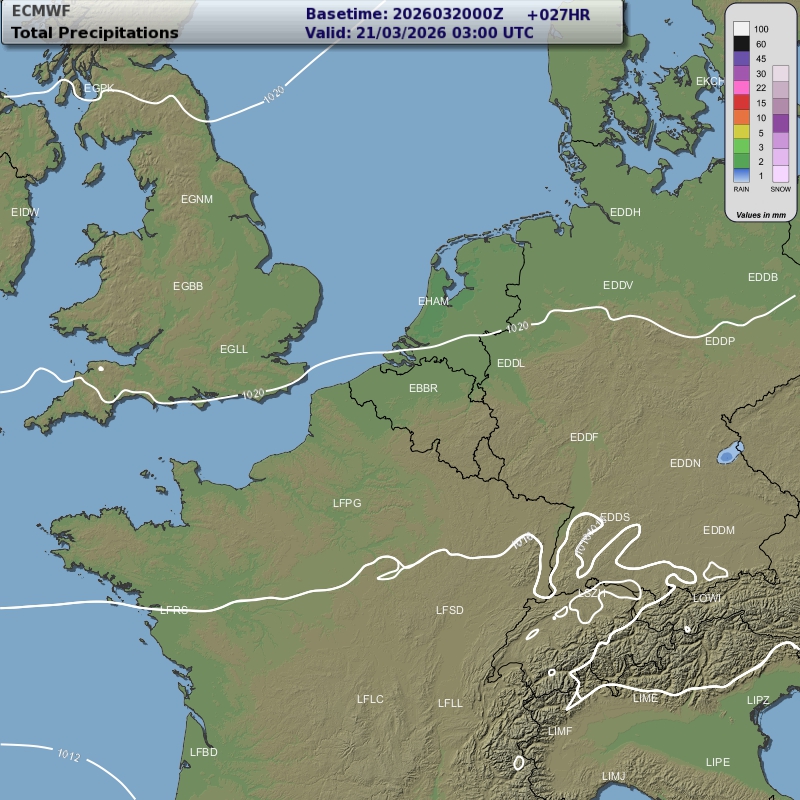 ECMWF
Basetime: 2026032000Z +027HR
Total Precipitations
Valid: 21/03/2026 03:00 UTC
100
60
45
30
22
15
10
5
3
2
1
RAIN
SNOW
Values in mm
EGPK
1020
EKCH
EIDW
EGNM
EDDH
EGBB
EDDV
EDDB
EHAM
1020
EGLL
EDDP
EDDL
1020
EBBR
EDDF
EDDN
LFPG
EDDS
EDDM
1016
LSZH
LOWI
LFRS
LFSD
LFLC
LFLL
LIME
LIPZ
LIMF
1012
LFBD
LIPE
LIMJ